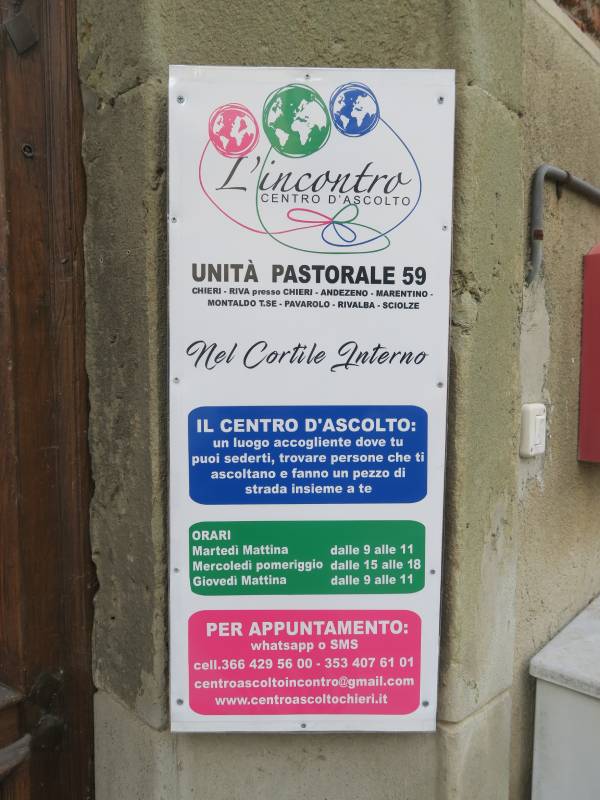 L'incontro
CENTRO D'ASCOLTO
UNITÀ PASTORALE 59
CHIERI - RIVA presso CHIERI - ANDEZENO - MARENTINO -
MONTALDO T.SE - PAVAROLO - RIVALBA - SCIOLZE
Nel Cortile Interno
IL CENTRO D'ASCOLTO:
un luogo accogliente dove tu
puoi sederti, trovare persone che ti
ascoltano e fanno un pezzo di
strada insieme a te
ORARI
Martedì Mattina dalle 9 alle 11
Mercoledì pomeriggio dalle 15 alle 18
Giovedì Mattina dalle 9 alle 11
PER APPUNTAMENTO:
whatsapp o SMS
cell.366 429 56 00 - 353 407 61 01
centroascoltoincontro@gmail.com
www.centroascoltochieri.it